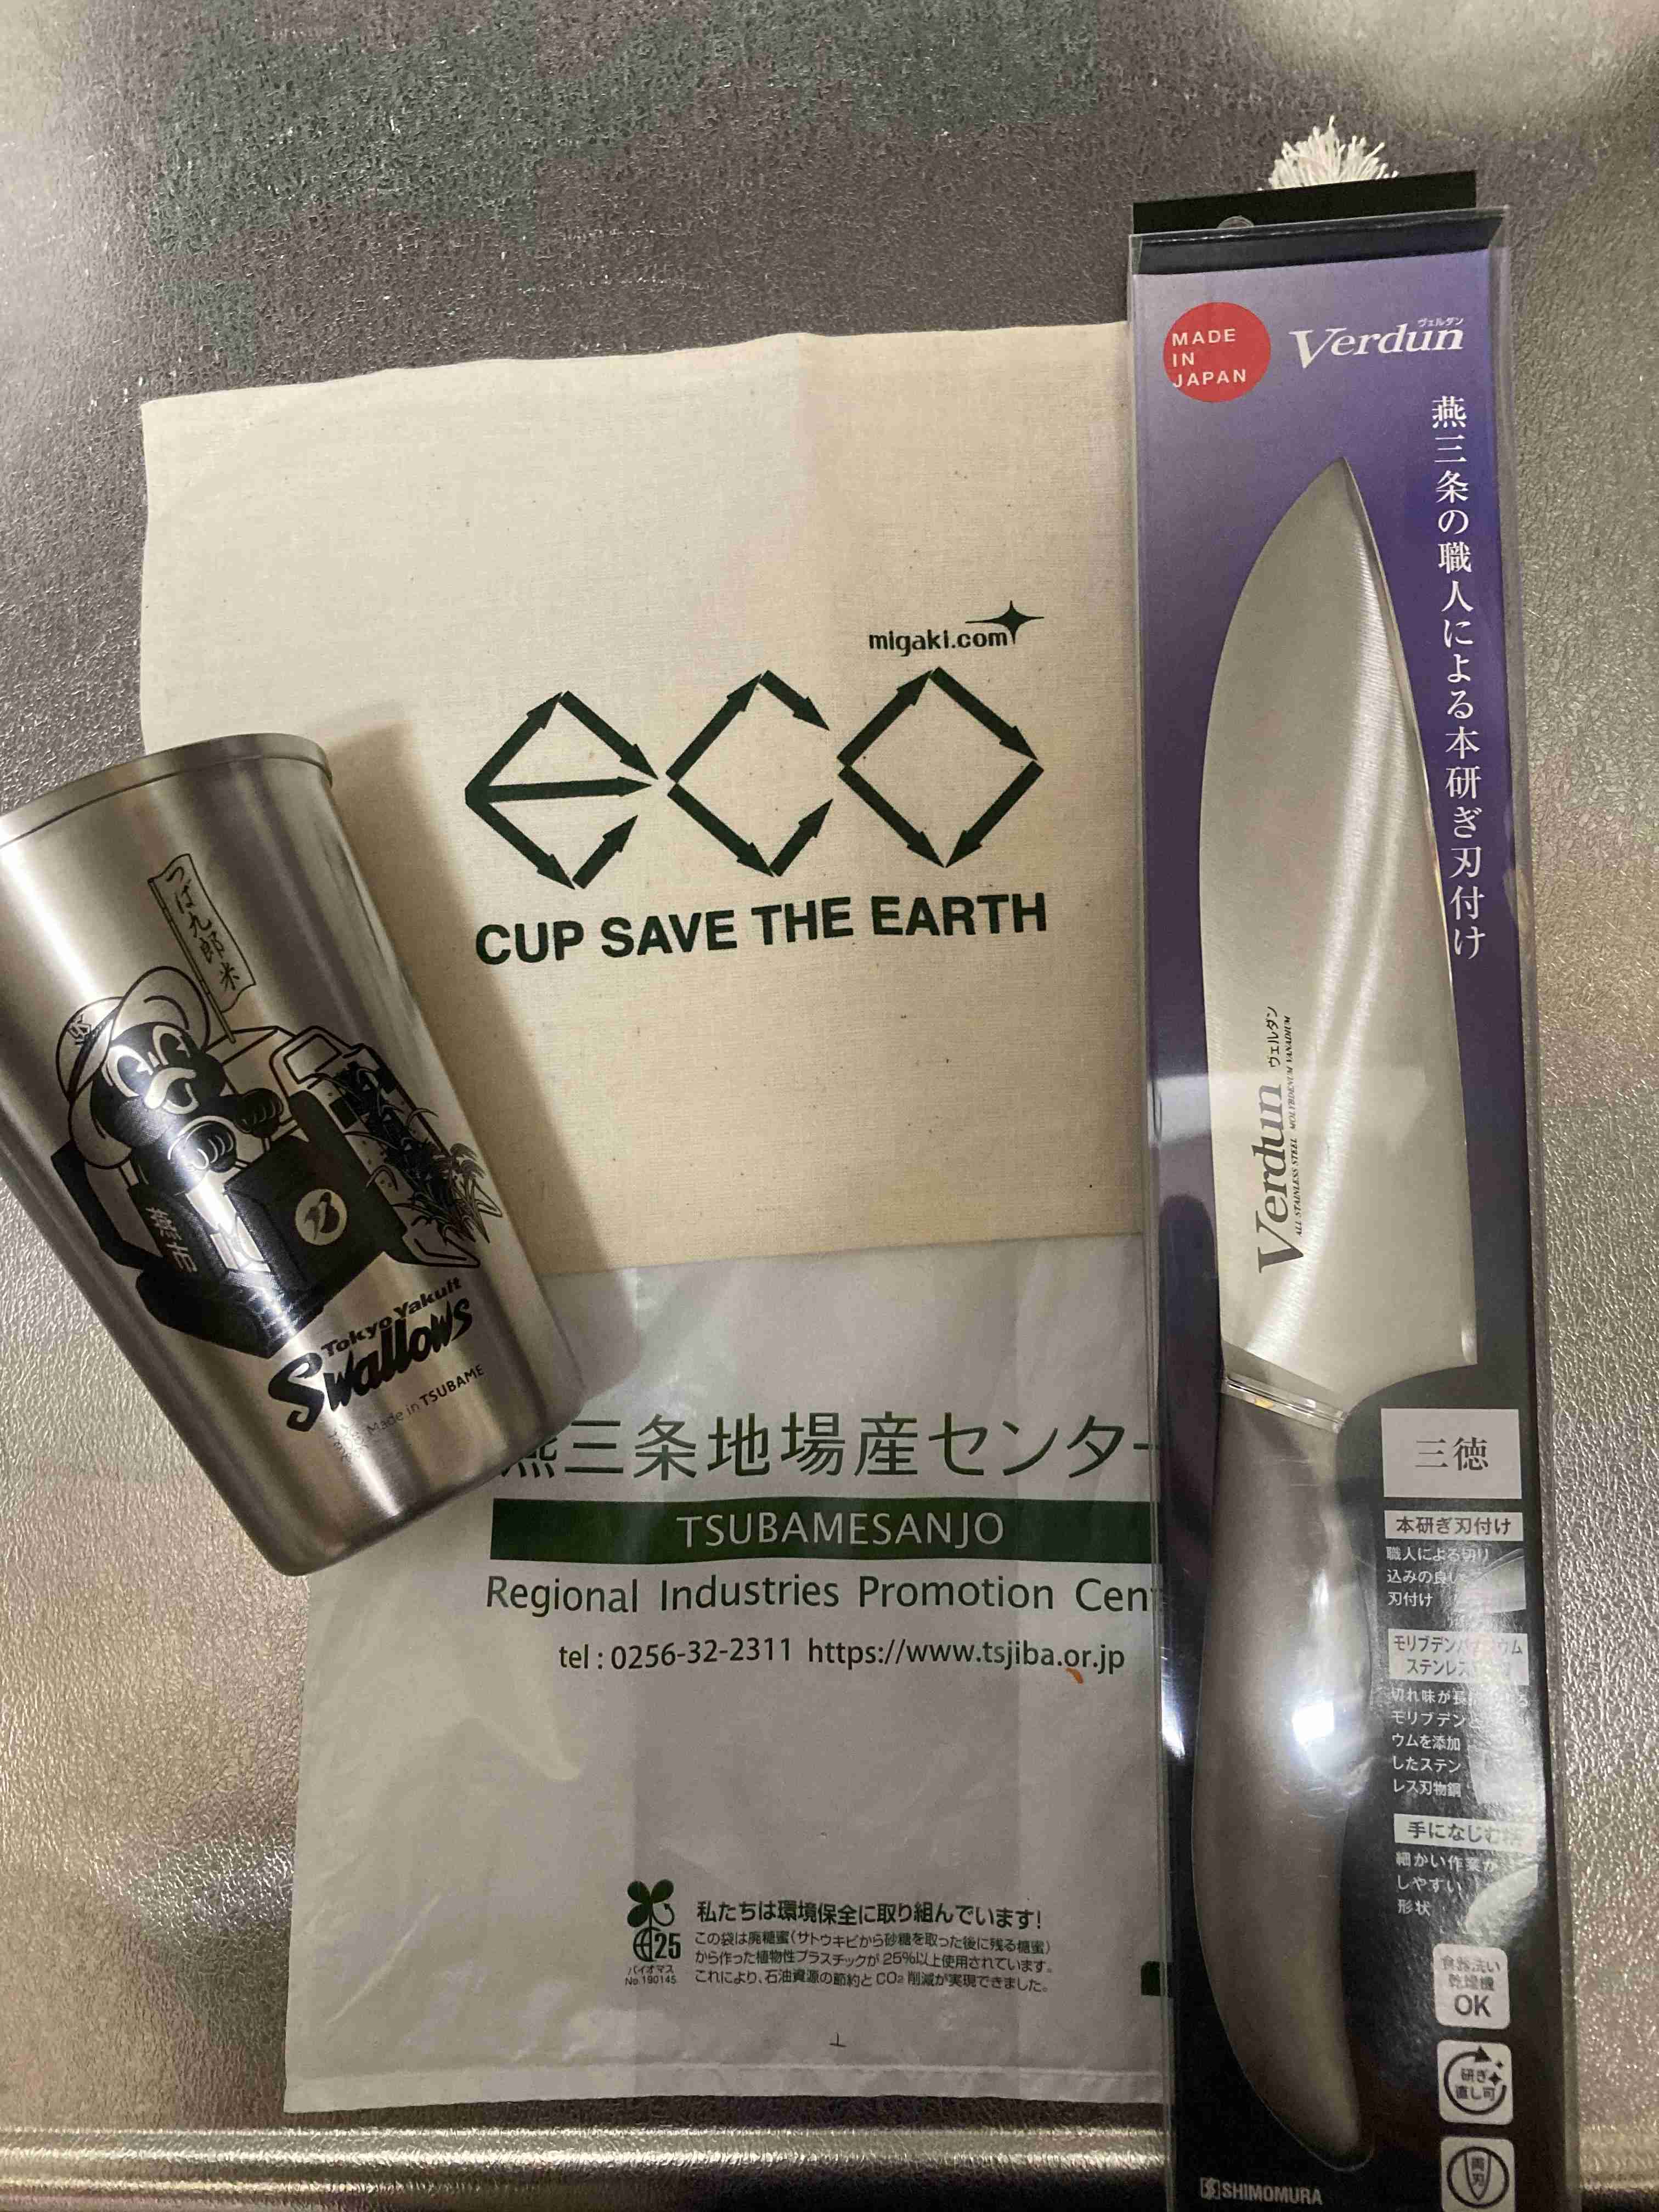 MADE
IN
JAPAN
ヴェルダン
Verdun
燕三条の職人による本研ぎ刃付け
migaki.com
eco
CUP SAVE THE EARTH
つば九郎米
燕市
Tokyo Yakult
Swallows
Made in TSUBAME
Verdun ヴェルダン
ALL STAINLESS STEEL MOLYBDENUM VANADIUM
燕三条地場産センター
TSUBAMESANJO
Regional Industries Promotion Cen
tel : 0256-32-2311 https://www.tsjiba.or.jp
25
バイオマス
No.190145
私たちは環境保全に取り組んでいます!
この袋は廃糖蜜(サトウキビから砂糖を取った後に残る糖蜜)
から作った植物性プラスチックが25%以上使用されています。
これにより、石油資源の節約とCO2削減が実現できました。
三徳
本研ぎ刃付け
職人による切り
込みの良い
刃付け
モリブデンバナジウム
ステンレス
切れ味が長
モリブデンと
ウムを添加
したステン
レス刃物鋼
手になじむ柄
細かい作業が
しやすい
形状
食器洗い
乾燥機
OK
研ぎ
直し可
両刃
SHIMOMURA